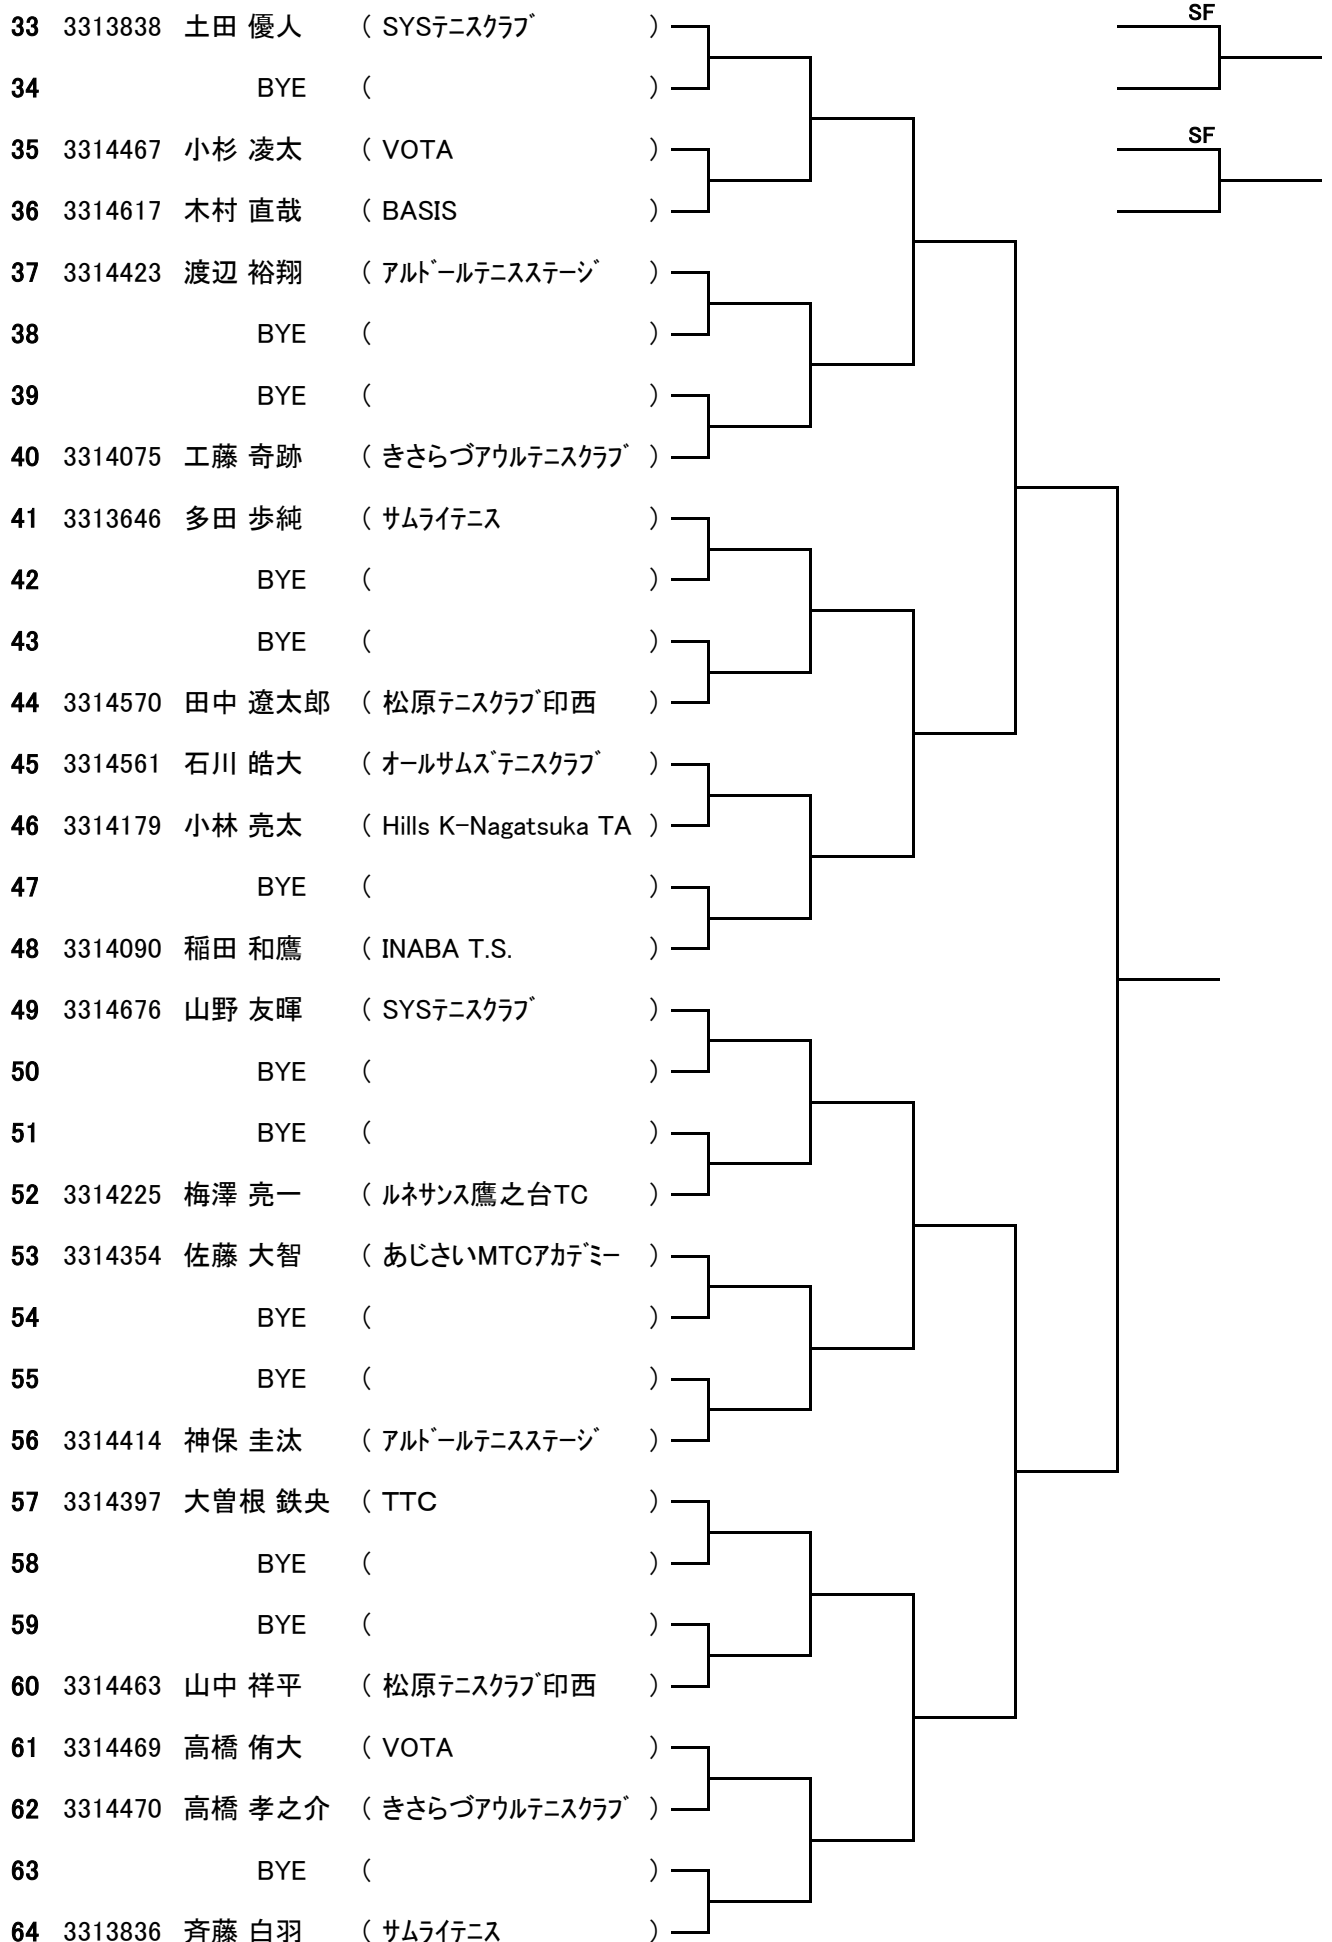 SF
33 3313838 土田 優人 ( SYSﾃﾆｽｸﾗﾌﾞ )
34 BYE ( )
SF
35 3314467 小杉 凌太 ( VOTA )
36 3314617 木村 直哉 ( BASIS )
37 3314423 渡辺 裕翔 ( ｱﾙﾄﾞｰﾙﾃﾆｽｽﾃｰｼﾞ )
38 BYE ( )
39 BYE ( )
40 3314075 工藤 奇跡 ( きさらづｱｳﾙﾃﾆｽｸﾗﾌﾞ )
41 3313646 多田 歩純 ( ｻﾑﾗｲﾃﾆｽ )
42 BYE ( )
43 BYE ( )
44 3314570 田中 遼太郎 ( 松原ﾃﾆｽｸﾗﾌﾞ印西 )
45 3314561 石川 皓大 ( ｵｰﾙｻﾑｽﾞﾃﾆｽｸﾗﾌﾞ )
46 3314179 小林 亮太 ( Hills K-Nagatsuka TA )
47 BYE ( )
48 3314090 稲田 和鷹 ( INABA T.S. )
49 3314676 山野 友暉 ( SYSﾃﾆｽｸﾗﾌﾞ )
50 BYE ( )
51 BYE ( )
52 3314225 梅澤 亮一 ( ﾙﾈｻﾝｽ鷹之台TC )
53 3314354 佐藤 大智 ( あじさいMTCｱｶﾃﾞﾐｰ )
54 BYE ( )
55 BYE ( )
56 3314414 神保 圭汰 ( ｱﾙﾄﾞｰﾙﾃﾆｽｽﾃｰｼﾞ )
57 3314397 大曽根 鉄央 ( TTC )
58 BYE ( )
59 BYE ( )
60 3314463 山中 祥平 ( 松原ﾃﾆｽｸﾗﾌﾞ印西 )
61 3314469 高橋 侑大 ( VOTA )
62 3314470 高橋 孝之介 ( きさらづｱｳﾙﾃﾆｽｸﾗﾌﾞ )
63 BYE ( )
64 3313836 斉藤 白羽 ( ｻﾑﾗｲﾃﾆｽ )